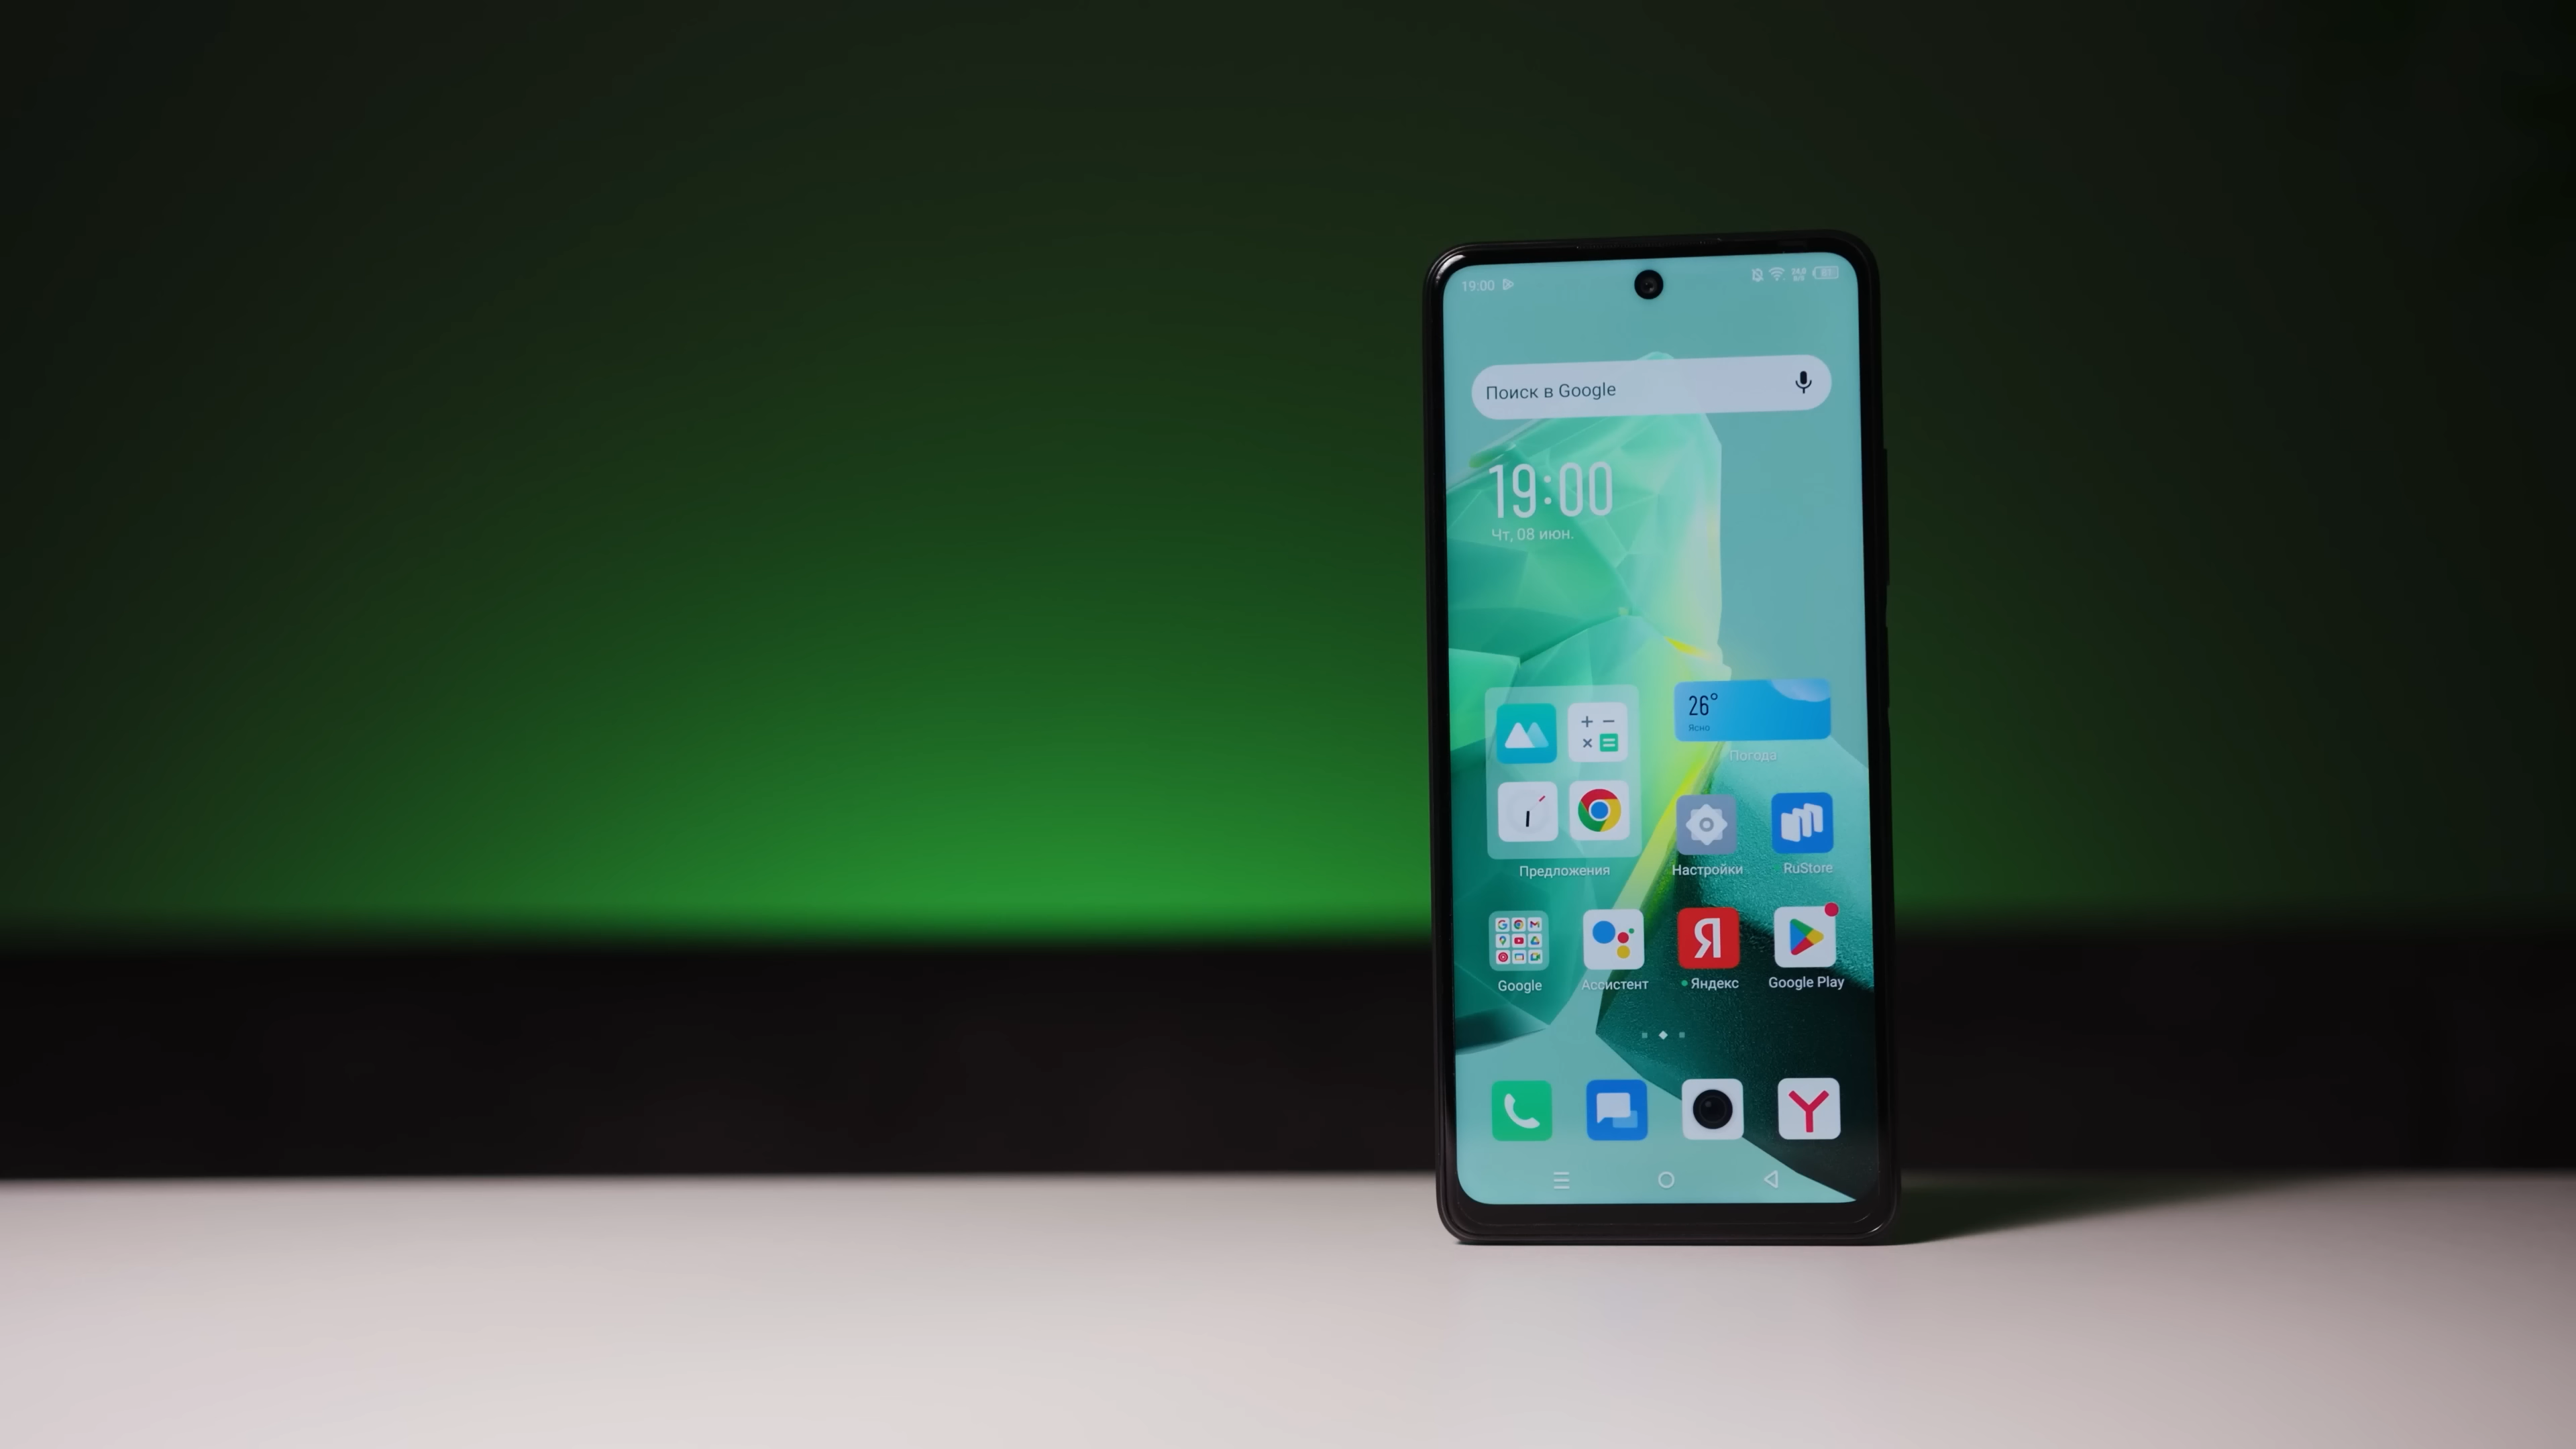 19:00
Поиск в Google
19:00
Чт, 08 июн.
26°
Ясно
Погода
Предложения
Настройки
RuStore
Я
Google
Ассистент
Яндекс
Google Play